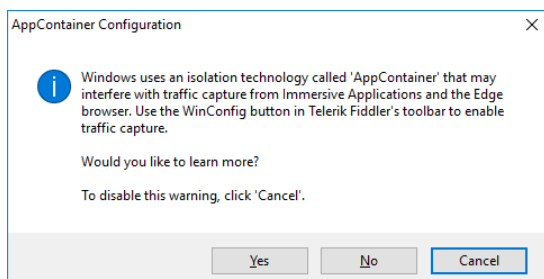 AppContainer Configuration
Windows uses an isolation technology called 'AppContainer' that may
interfere with traffic capture from Immersive Applications and the Edge
browser. Use the WinConfig button in Telerik Fiddler's toolbar to enable
traffic capture.
Would you like to learn more?
To disable this warning, click 'Cancel'.
Yes No Cancel